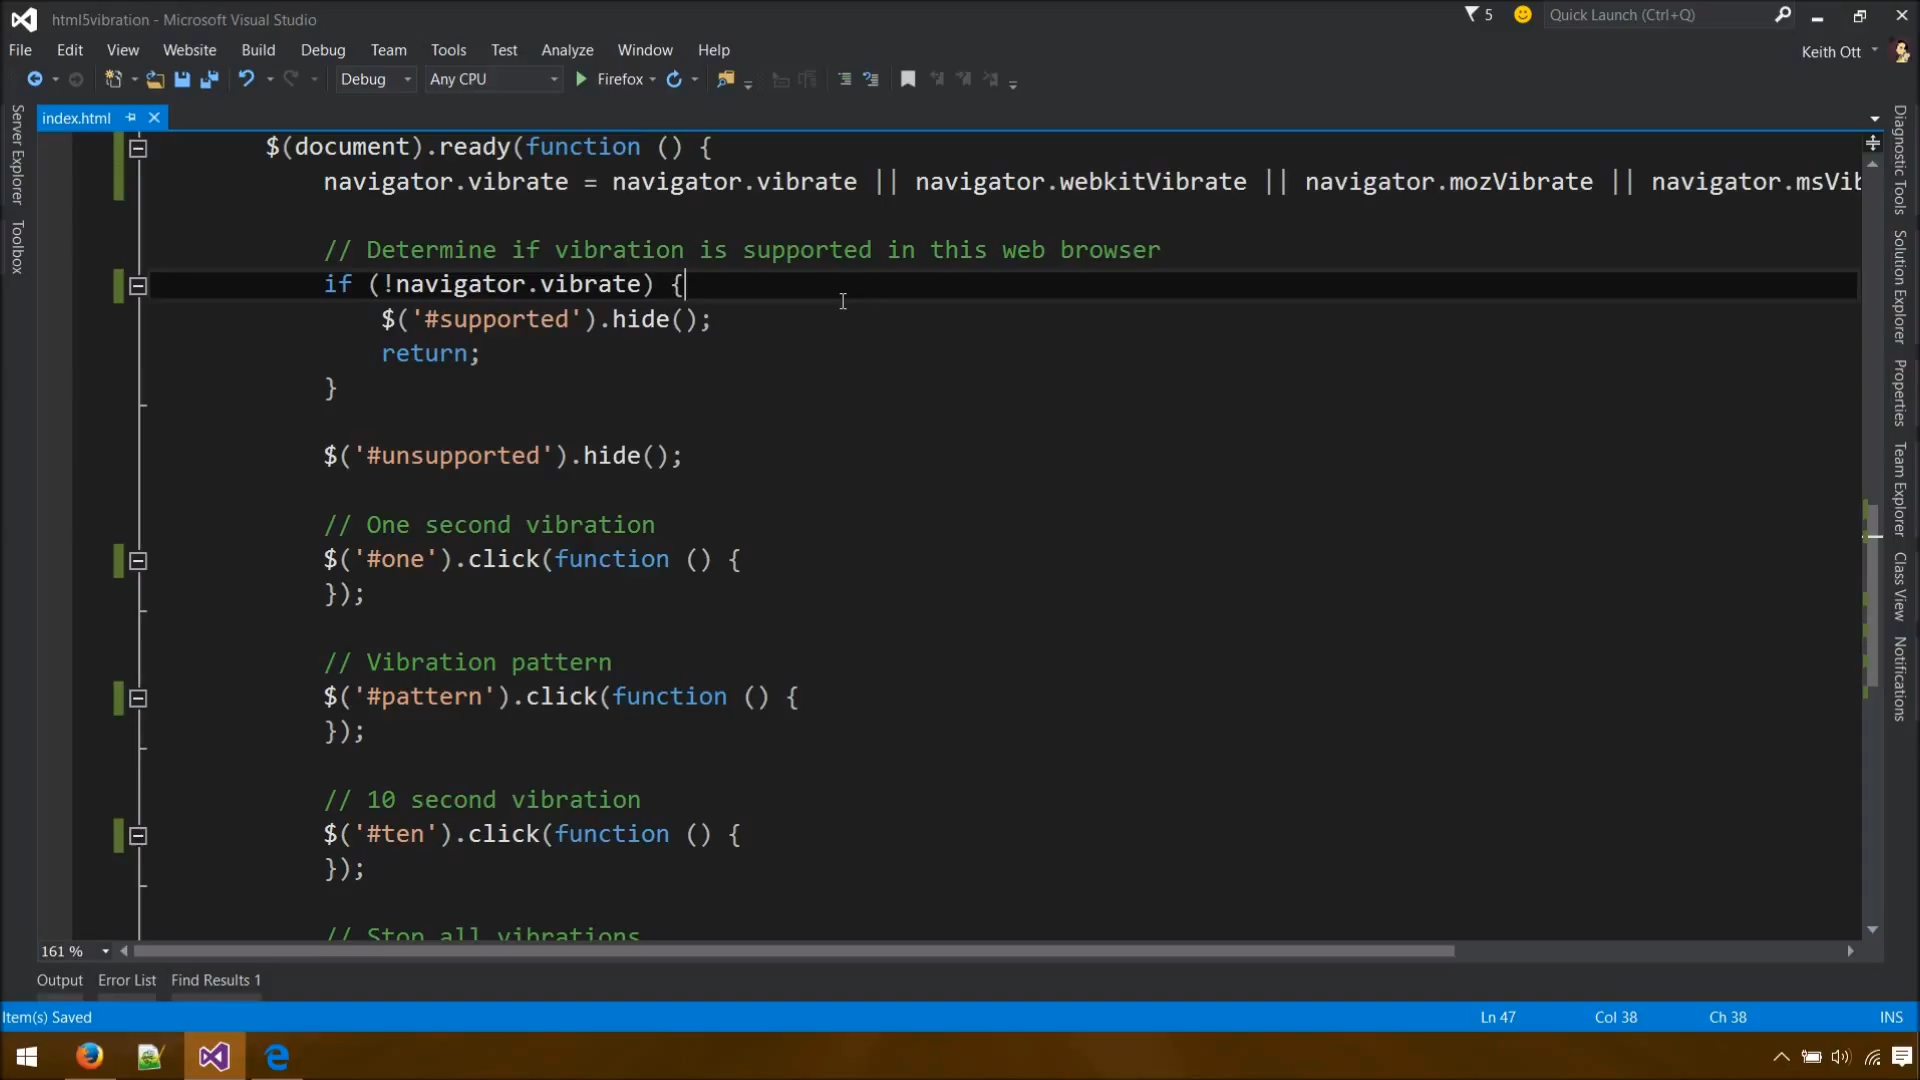 html5vibration - Microsoft Visual Studio
5
Quick Launch (Ctrl+Q)
File Edit View Website Build Debug Team Tools Test Analyze Window Help
Keith Ott
Debug Any CPU Firefox
Server Explorer
Toolbox
index.html
$(document).ready(function () {
navigator.vibrate = navigator.vibrate || navigator.webkitVibrate || navigator.mozVibrate || navigator.msVib
// Determine if vibration is supported in this web browser
if (!navigator.vibrate) {
$('#supported').hide();
return;
}
$('#unsupported').hide();
// One second vibration
$('#one').click(function () {
});
// Vibration pattern
$('#pattern').click(function () {
});
// 10 second vibration
$('#ten').click(function () {
});
// Stop all vibrations
Diagnostic Tools
Solution Explorer
Properties
Team Explorer
Class View
Notifications
161 %
Output Error List Find Results 1
Item(s) Saved
Ln 47 Col 38 Ch 38 INS